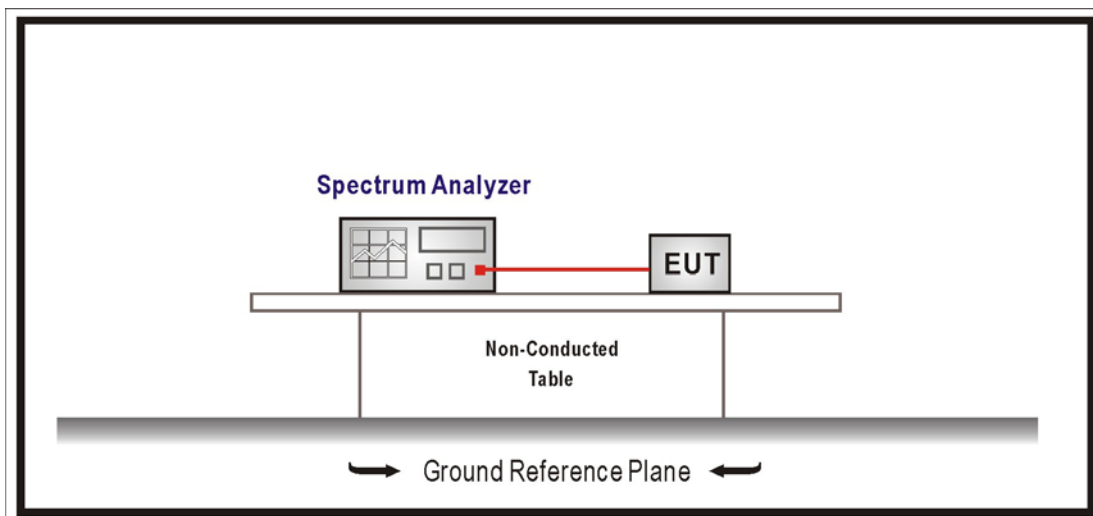 Spectrum Analyzer
EUT
Non-Conducted
Table
Ground Reference Plane